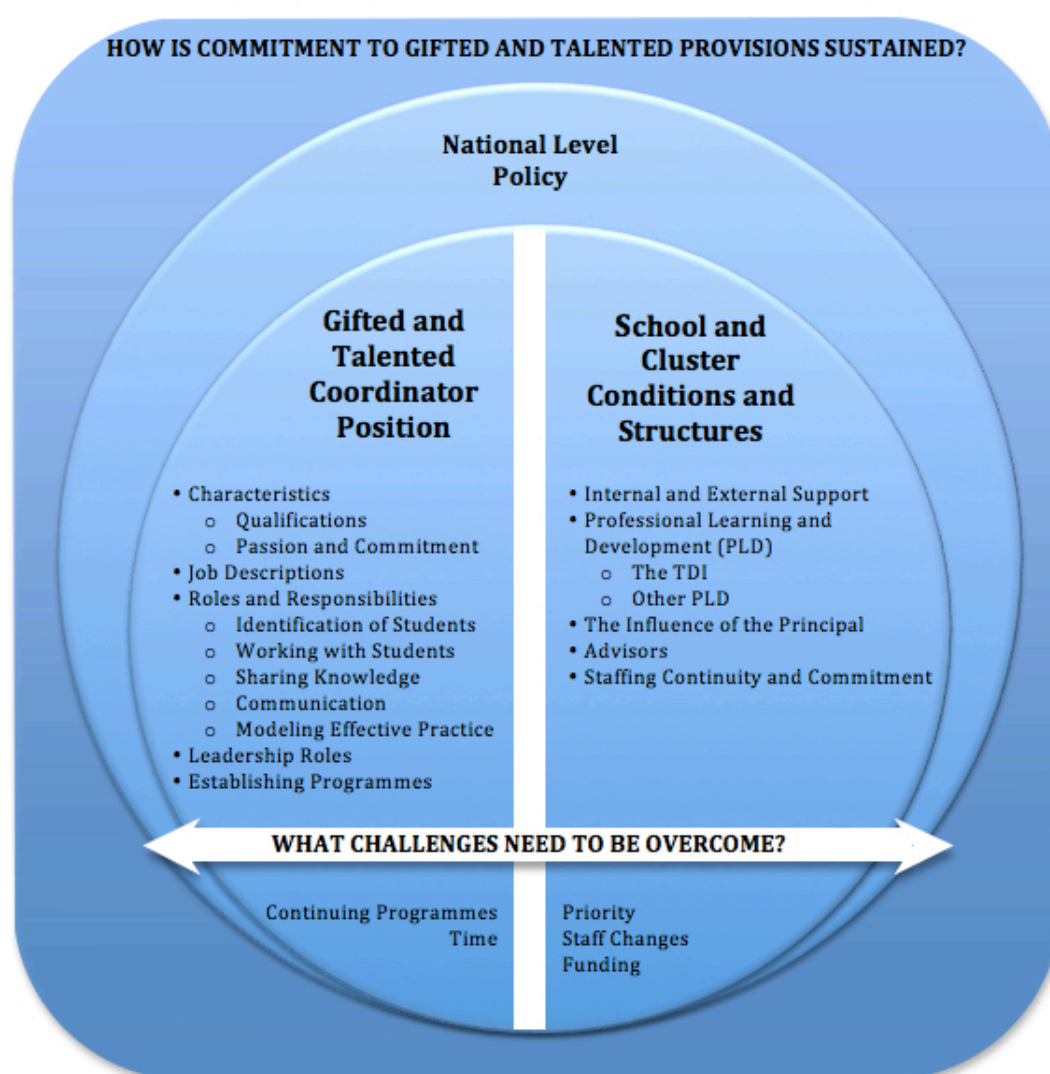 HOW IS COMMITMENT TO GIFTED AND TALENTED PROVISIONS SUSTAINED?
National Level
Policy
Gifted and
Talented
Coordinator
Position
• Characteristics
o Qualifications
o Passion and Commitment
• Job Descriptions
• Roles and Responsibilities
o Identification of Students
o Working with Students
o Sharing Knowledge
o Communication
o Modeling Effective Practice
• Leadership Roles
• Establishing Programmes
School and
Cluster
Conditions and
Structures
• Internal and External Support
• Professional Learning and
Development (PLD)
o The TDI
o Other PLD
• The Influence of the Principal
• Advisors
• Staffing Continuity and Commitment
WHAT CHALLENGES NEED TO BE OVERCOME?
Continuing Programmes
Time
Priority
Staff Changes
Funding